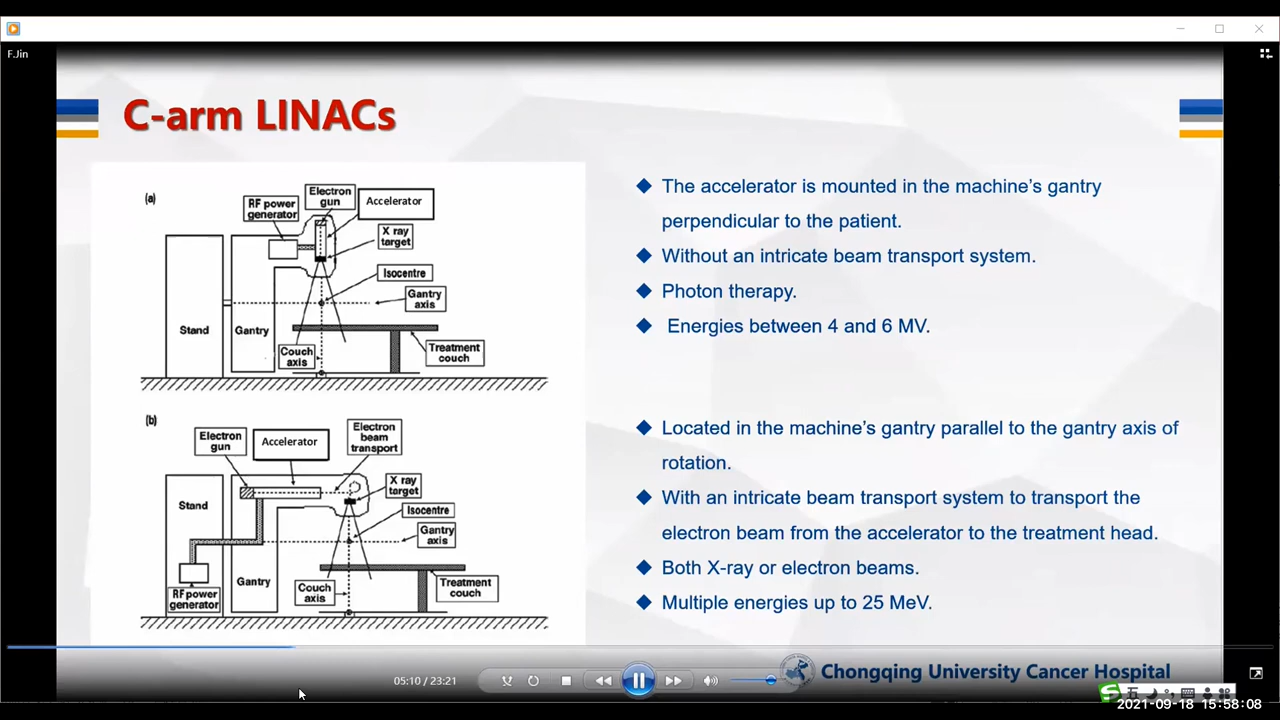 F.Jin
C-arm LINACs
(a)
Electron
gun
RF power
generator
Accelerator
X ray
target
Isocentre
Gantry
axis
Stand
Gantry
Couch
axis
Treatment
couch
(b)
Electron
gun
Accelerator
Electron
beam
transport
X ray
target
Stand
Isocentre
Gantry
axis
Gantry
RF power
generator
Couch
axis
Treatment
couch
The accelerator is mounted in the machine's gantry
perpendicular to the patient.
Without an intricate beam transport system.
Photon therapy.
Energies between 4 and 6 MV.
Located in the machine's gantry parallel to the gantry axis of
rotation.
With an intricate beam transport system to transport the
electron beam from the accelerator to the treatment head.
Both X-ray or electron beams.
Multiple energies up to 25 MeV.
05:10 / 23:21
Chongqing University Cancer Hospital
五
2021-09-18 15:58:08